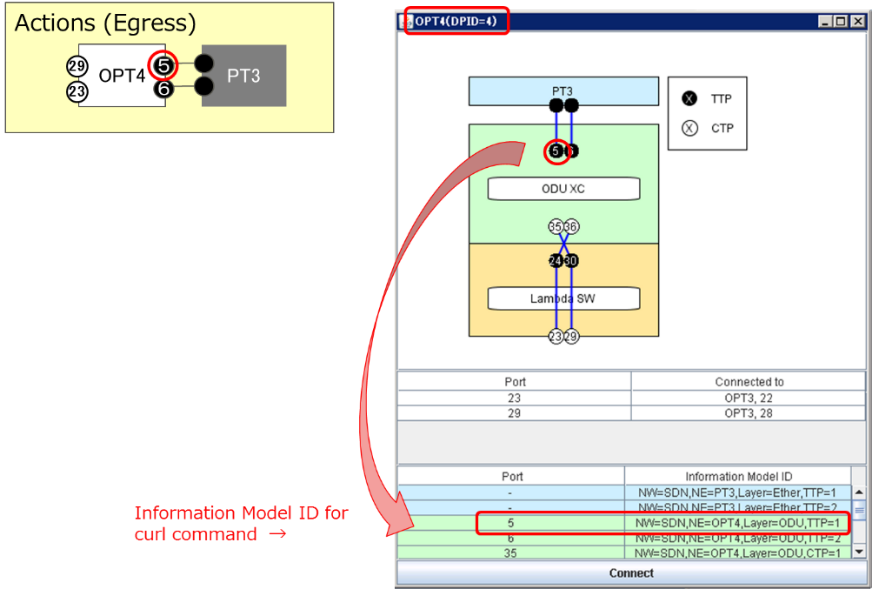 Actions (Egress)
29
OPT4
5
PT3
23
6
OPT4(DPID=4)
PT3
X TTP
X CTP
5
ODU XC
35 36
24 30
Lambda SW
23 29
Port Connected to
23 OPT3, 22
29 OPT3, 28
Port Information Model ID
- NW=SDN,NE=PT3,Layer=Ether,TTP=1
- NW=SDN,NE=PT3,Layer=Ether,TTP=2
5 NW=SDN,NE=OPT4,Layer=ODU,TTP=1
6 NW=SDN,NE=OPT4,Layer=ODU,TTP=2
35 NW=SDN,NE=OPT4,Layer=ODU,CTP=1
Connect
Information Model ID for
curl command →